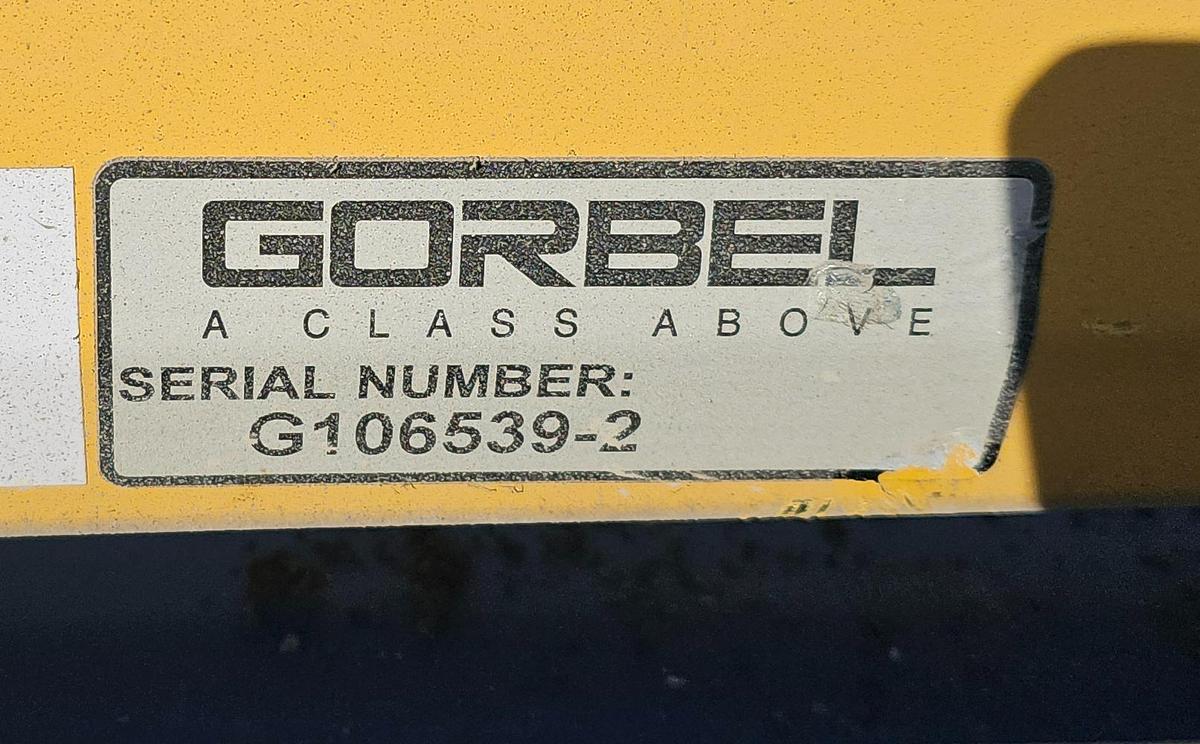 GORBEL
A CLASS ABOVE
SERIAL NUMBER:
G106539-2